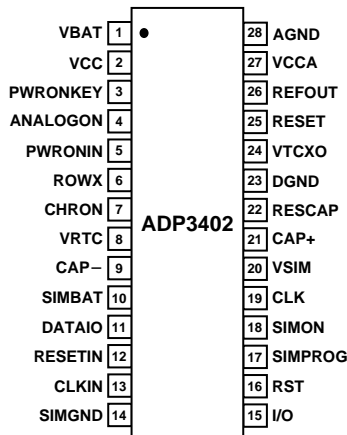 VBAT 1 28 AGND
VCC 2 27 VCCA
PWRONKEY 3 26 REFOUT
ANALOGON 4 25 RESET
PWRONIN 5 24 VTCXO
ROWX 6 23 DGND
CHRON 7 22 RESCAP
ADP3402
VRTC 8 21 CAP+
CAP− 9 20 VSIM
SIMBAT 10 19 CLK
DATAIO 11 18 SIMON
RESETIN 12 17 SIMPROG
CLKIN 13 16 RST
SIMGND 14 15 I/O